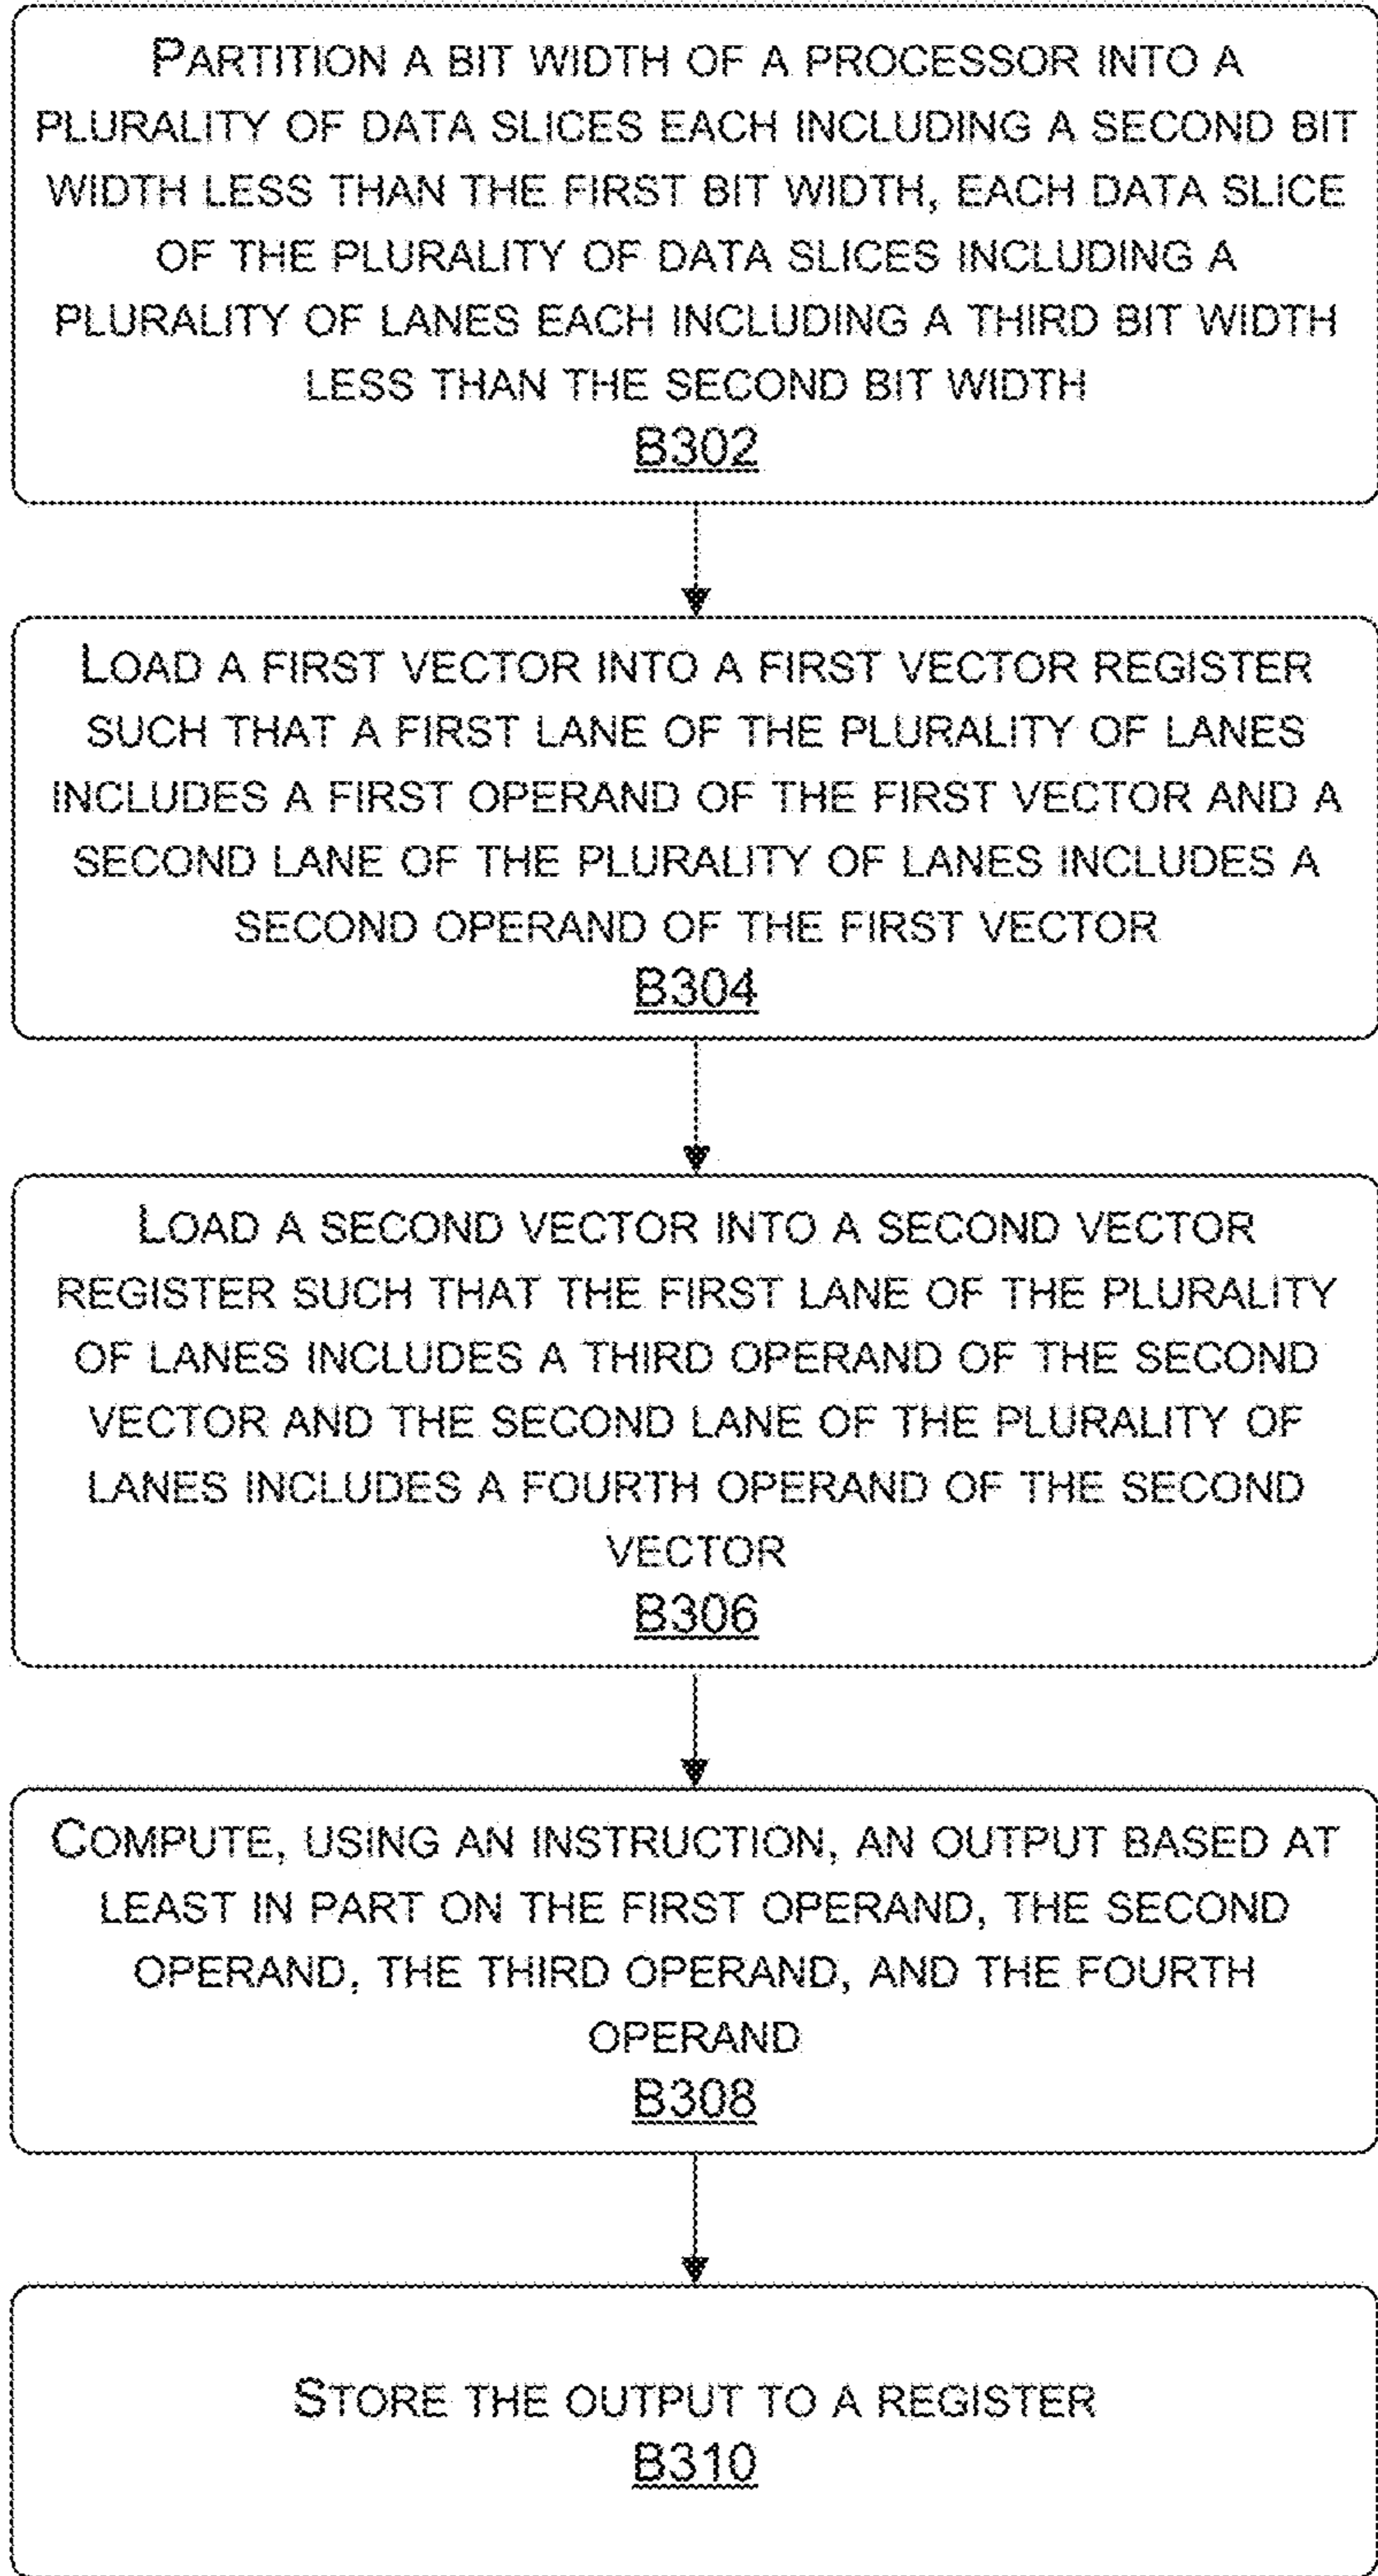 PARTITION A BIT WIDTH OF A PROCESSOR INTO A
PLURALITY OF DATA SLICES EACH INCLUDING A SECOND BIT
WIDTH LESS THAN THE FIRST BIT WIDTH, EACH DATA SLICE
OF THE PLURALITY OF DATA SLICES INCLUDING A
PLURALITY OF LANES EACH INCLUDING A THIRD BIT WIDTH
LESS THAN THE SECOND BIT WIDTH
B302
LOAD A FIRST VECTOR INTO A FIRST VECTOR REGISTER
SUCH THAT A FIRST LANE OF THE PLURALITY OF LANES
INCLUDES A FIRST OPERAND OF THE FIRST VECTOR AND A
SECOND LANE OF THE PLURALITY OF LANES INCLUDES A
SECOND OPERAND OF THE FIRST VECTOR
B304
LOAD A SECOND VECTOR INTO A SECOND VECTOR
REGISTER SUCH THAT THE FIRST LANE OF THE PLURALITY
OF LANES INCLUDES A THIRD OPERAND OF THE SECOND
VECTOR AND THE SECOND LANE OF THE PLURALITY OF
LANES INCLUDES A FOURTH OPERAND OF THE SECOND
VECTOR
B306
COMPUTE, USING AN INSTRUCTION, AN OUTPUT BASED AT
LEAST IN PART ON THE FIRST OPERAND, THE SECOND
OPERAND, THE THIRD OPERAND, AND THE FOURTH
OPERAND
B308
STORE THE OUTPUT TO A REGISTER
B310